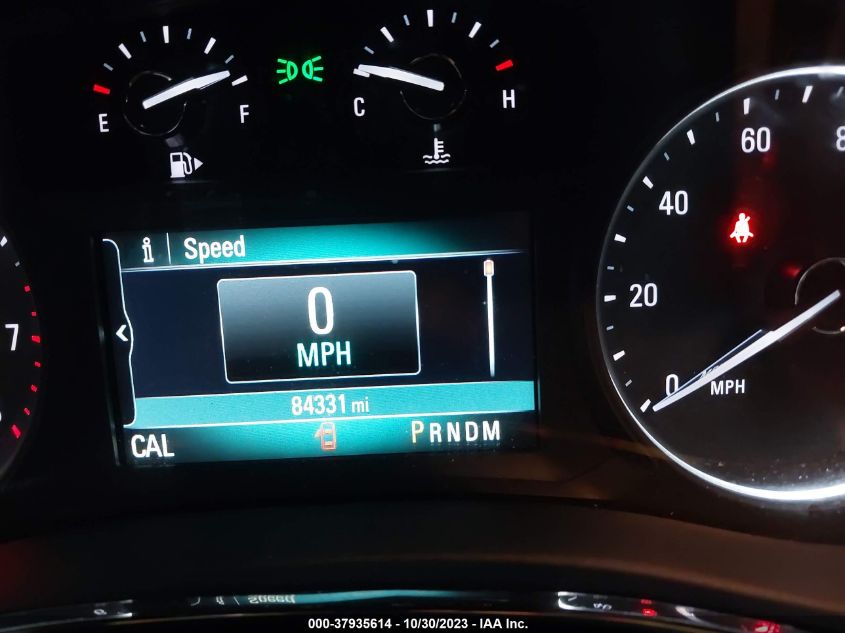 E F
C H
i Speed
0
MPH
84331 mi
CAL PRNDM
7
60
40
20
0
MPH
000-37935614 - 10/30/2023 - IAA Inc.